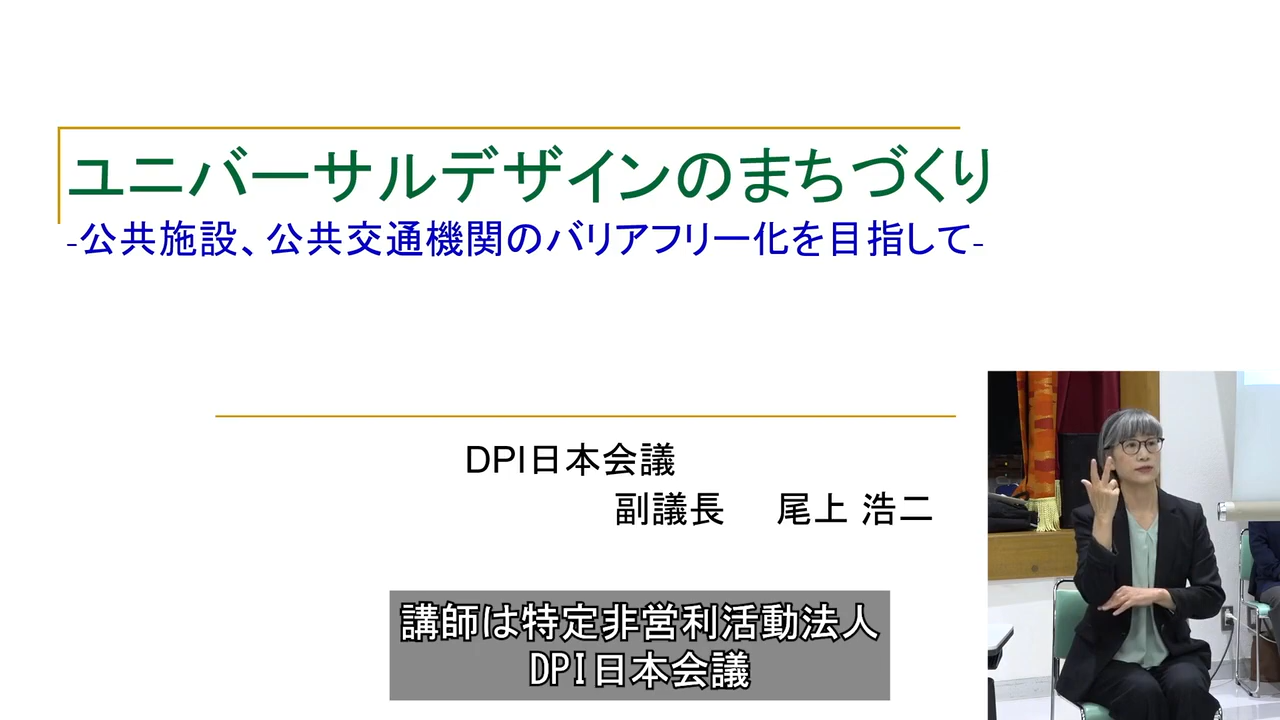 ユニバーサルデザインのまちづくり
-公共施設、公共交通機関のバリアフリー化を目指して-
DPI日本会議
副議長 尾上 浩二
講師は特定非営利活動法人
DPI日本会議